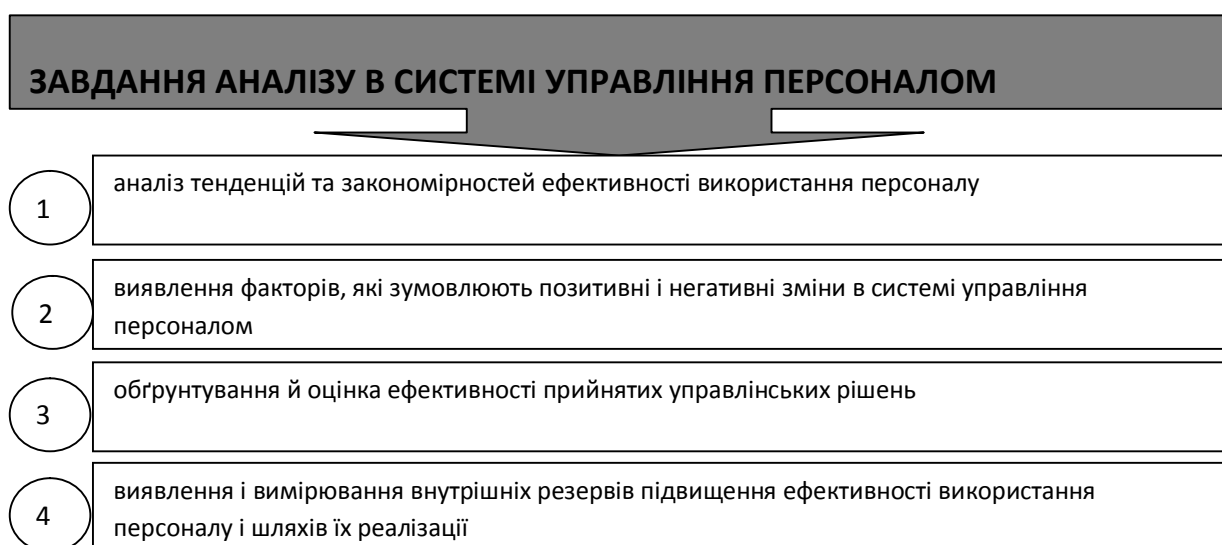 ЗАВДАННЯ АНАЛІЗУ В СИСТЕМІ УПРАВЛІННЯ ПЕРСОНАЛОМ
1
аналіз тенденцій та закономірностей ефективності використання персоналу
2
виявлення факторів, які зумовлюють позитивні і негативні зміни в системі управління
персоналом
3
обґрунтування й оцінка ефективності прийнятих управлінських рішень
4
виявлення і вимірювання внутрішніх резервів підвищення ефективності використання
персоналу і шляхів їх реалізації